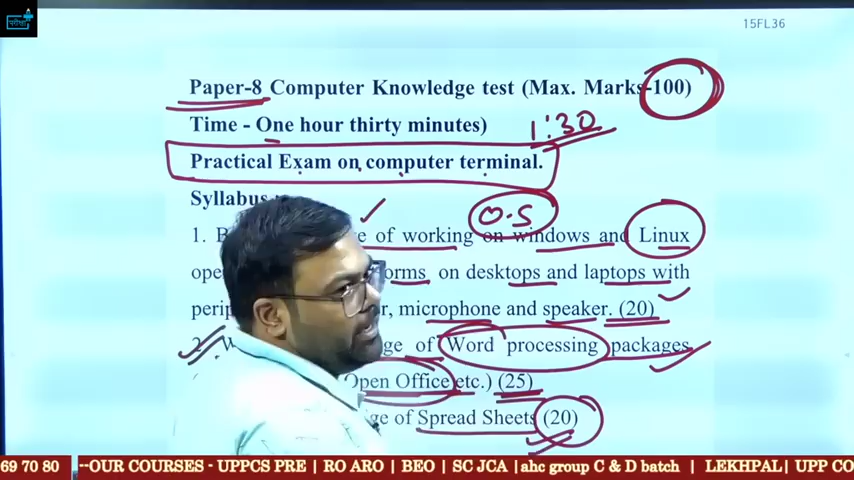 परीक्षा
15FL36
Paper-8 Computer Knowledge test (Max. Marks-100)
Time - One hour thirty minutes)
1:30
Practical Exam on computer terminal.
Syllabus
O.S
1. B e of working on windows and Linux
ope orms on desktops and laptops with
perip r, microphone and speaker. (20)
2. W ge of Word processing packages
Open Office etc.) (25)
ge of Spread Sheets (20)
69 70 80 --OUR COURSES - UPPCS PRE | RO ARO | BEO | SC JCA |ahc group C & D batch | LEKHPAL| UPP CO